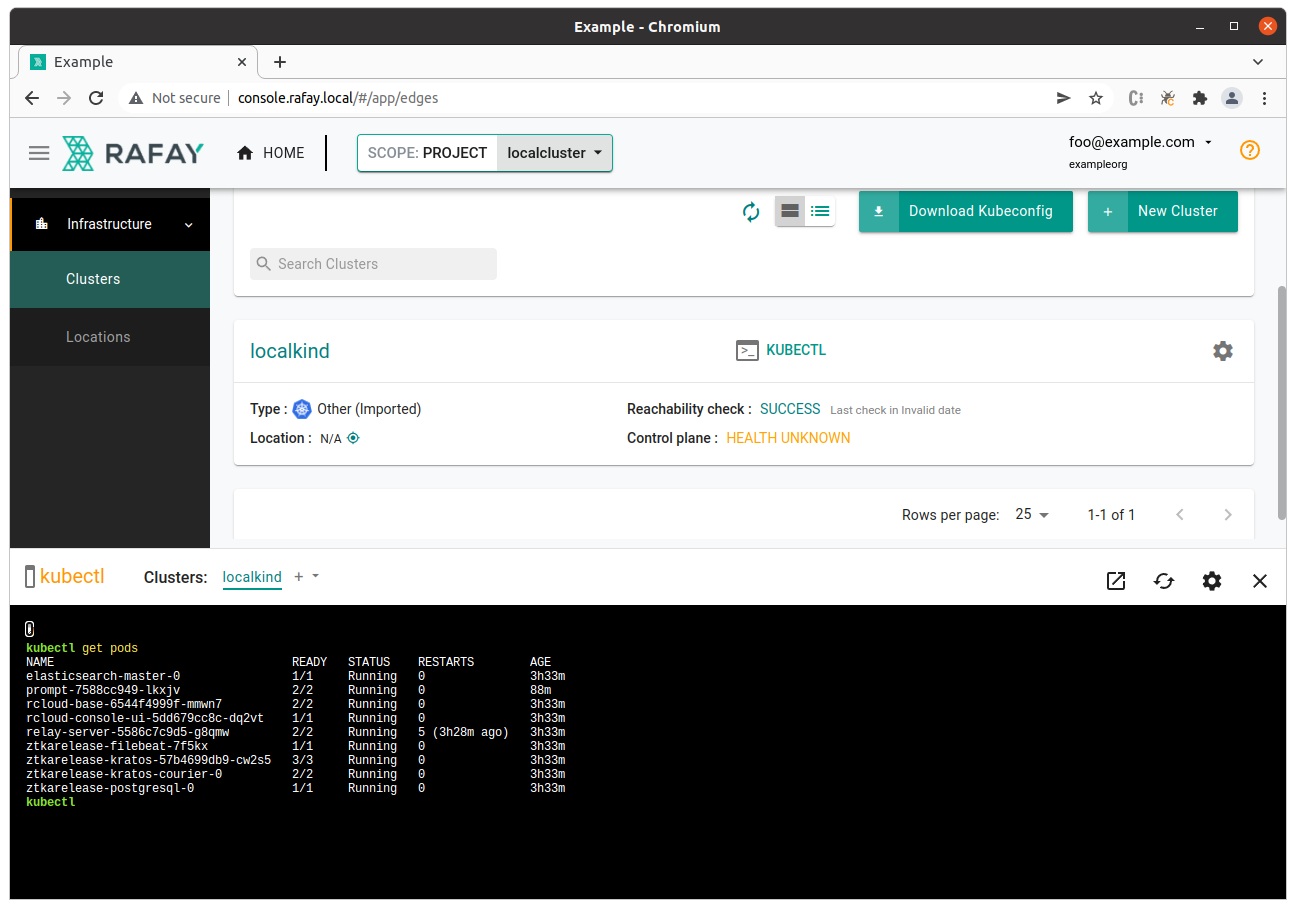 Example - Chromium
Example
Not secure console.rafay.local/#/app/edges
RAFAY
HOME
SCOPE: PROJECT localcluster
foo@example.com
exampleorg
Infrastructure
Clusters
Locations
Download Kubeconfig
New Cluster
Search Clusters
localkind
KUBECTL
Type : Other (Imported)
Reachability check : SUCCESS Last check in Invalid date
Location : N/A
Control plane : HEALTH UNKNOWN
Rows per page: 25 1-1 of 1
kubectl Clusters: localkind +
kubectl get pods
NAME READY STATUS RESTARTS AGE
elasticsearch-master-0 1/1 Running 0 3h33m
prompt-7588cc949-lkxjv 2/2 Running 0 88m
rcloud-base-6544f4999f-mmwn7 2/2 Running 0 3h33m
rcloud-console-ui-5dd679cc8c-dq2vt 1/1 Running 0 3h33m
relay-server-5586c7c9d5-g8qmw 2/2 Running 5 (3h28m ago) 3h33m
ztkarelease-filebeat-7f5kx 1/1 Running 0 3h33m
ztkarelease-kratos-57b4699db9-cw2s5 3/3 Running 0 3h33m
ztkarelease-kratos-courier-0 2/2 Running 0 3h33m
ztkarelease-postgresql-0 1/1 Running 0 3h33m
kubectl